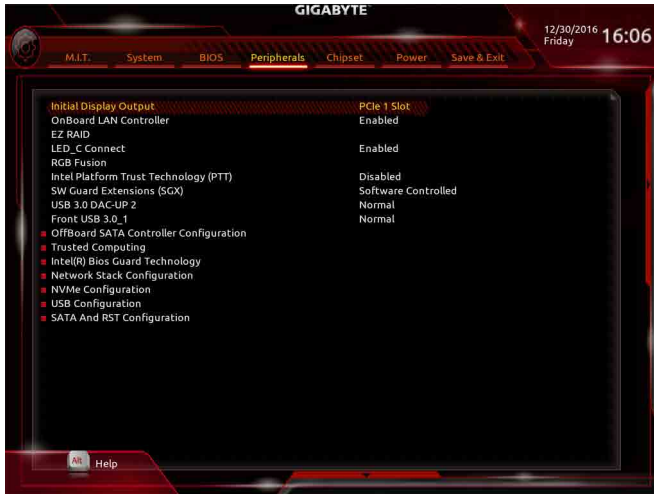 GIGABYTE
12/30/2016 16:06
Friday
M.I.T. System BIOS Peripherals Chipset Power Save & Exit
Initial Display Output PCIe 1 Slot
OnBoard LAN Controller Enabled
EZ RAID
LED_C Connect Enabled
RGB Fusion
Intel Platform Trust Technology (PTT) Disabled
SW Guard Extensions (SGX) Software Controlled
USB 3.0 DAC-UP 2 Normal
Front USB 3.0_1 Normal
OffBoard SATA Controller Configuration
Trusted Computing
Intel(R) Bios Guard Technology
Network Stack Configuration
NVMe Configuration
USB Configuration
SATA And RST Configuration
Alt Help